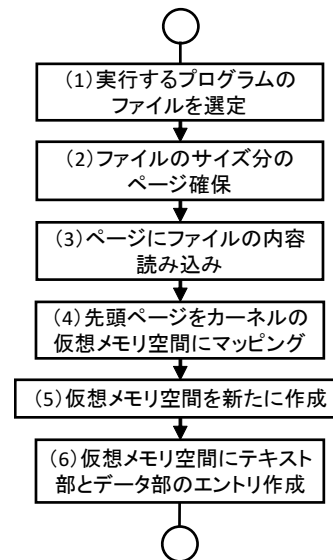 (1)実行するプログラムの
ファイルを選定
(2)ファイルのサイズ分の
ページ確保
(3)ページにファイルの内容
読み込み
(4)先頭ページをカーネルの
仮想メモリ空間にマッピング
(5)仮想メモリ空間を新たに作成
(6)仮想メモリ空間にテキスト
部とデータ部のエントリ作成